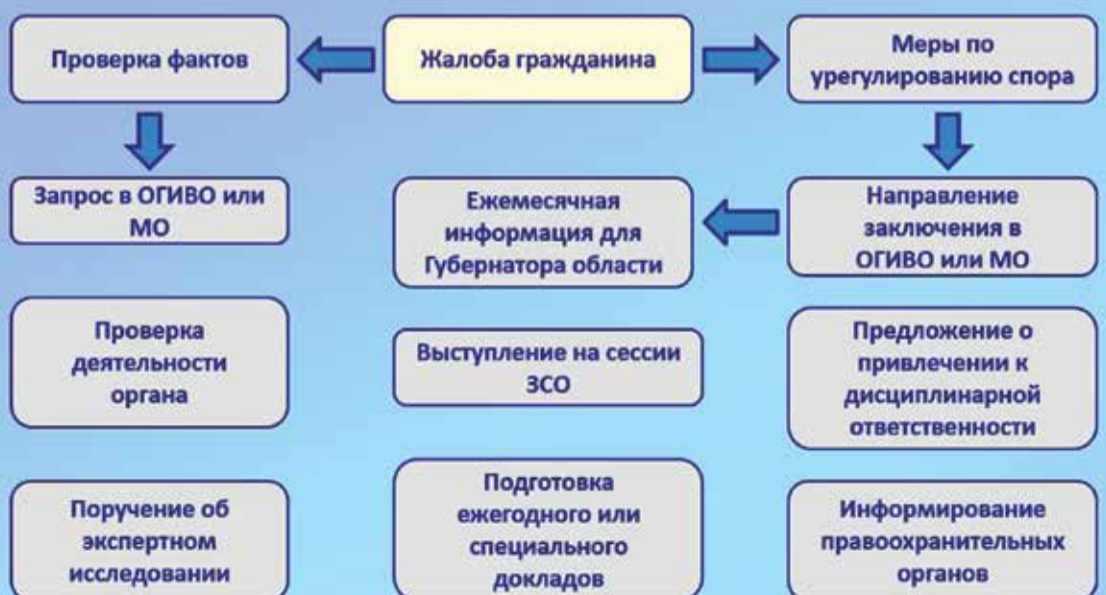 Проверка фактов
Жалоба гражданина
Меры по
урегулированию спора
Запрос в ОГИВО или
МО
Ежемесячная
информация для
Губернатора области
Направление
заключения в
ОГИВО или МО
Проверка
деятельности
органа
Выступление на сессии
ЗСО
Предложение о
привлечении к
дисциплинарной
ответственности
Поручение об
экспертном
исследовании
Подготовка
ежегодного или
специального
докладов
Информирование
правоохранительных
органов